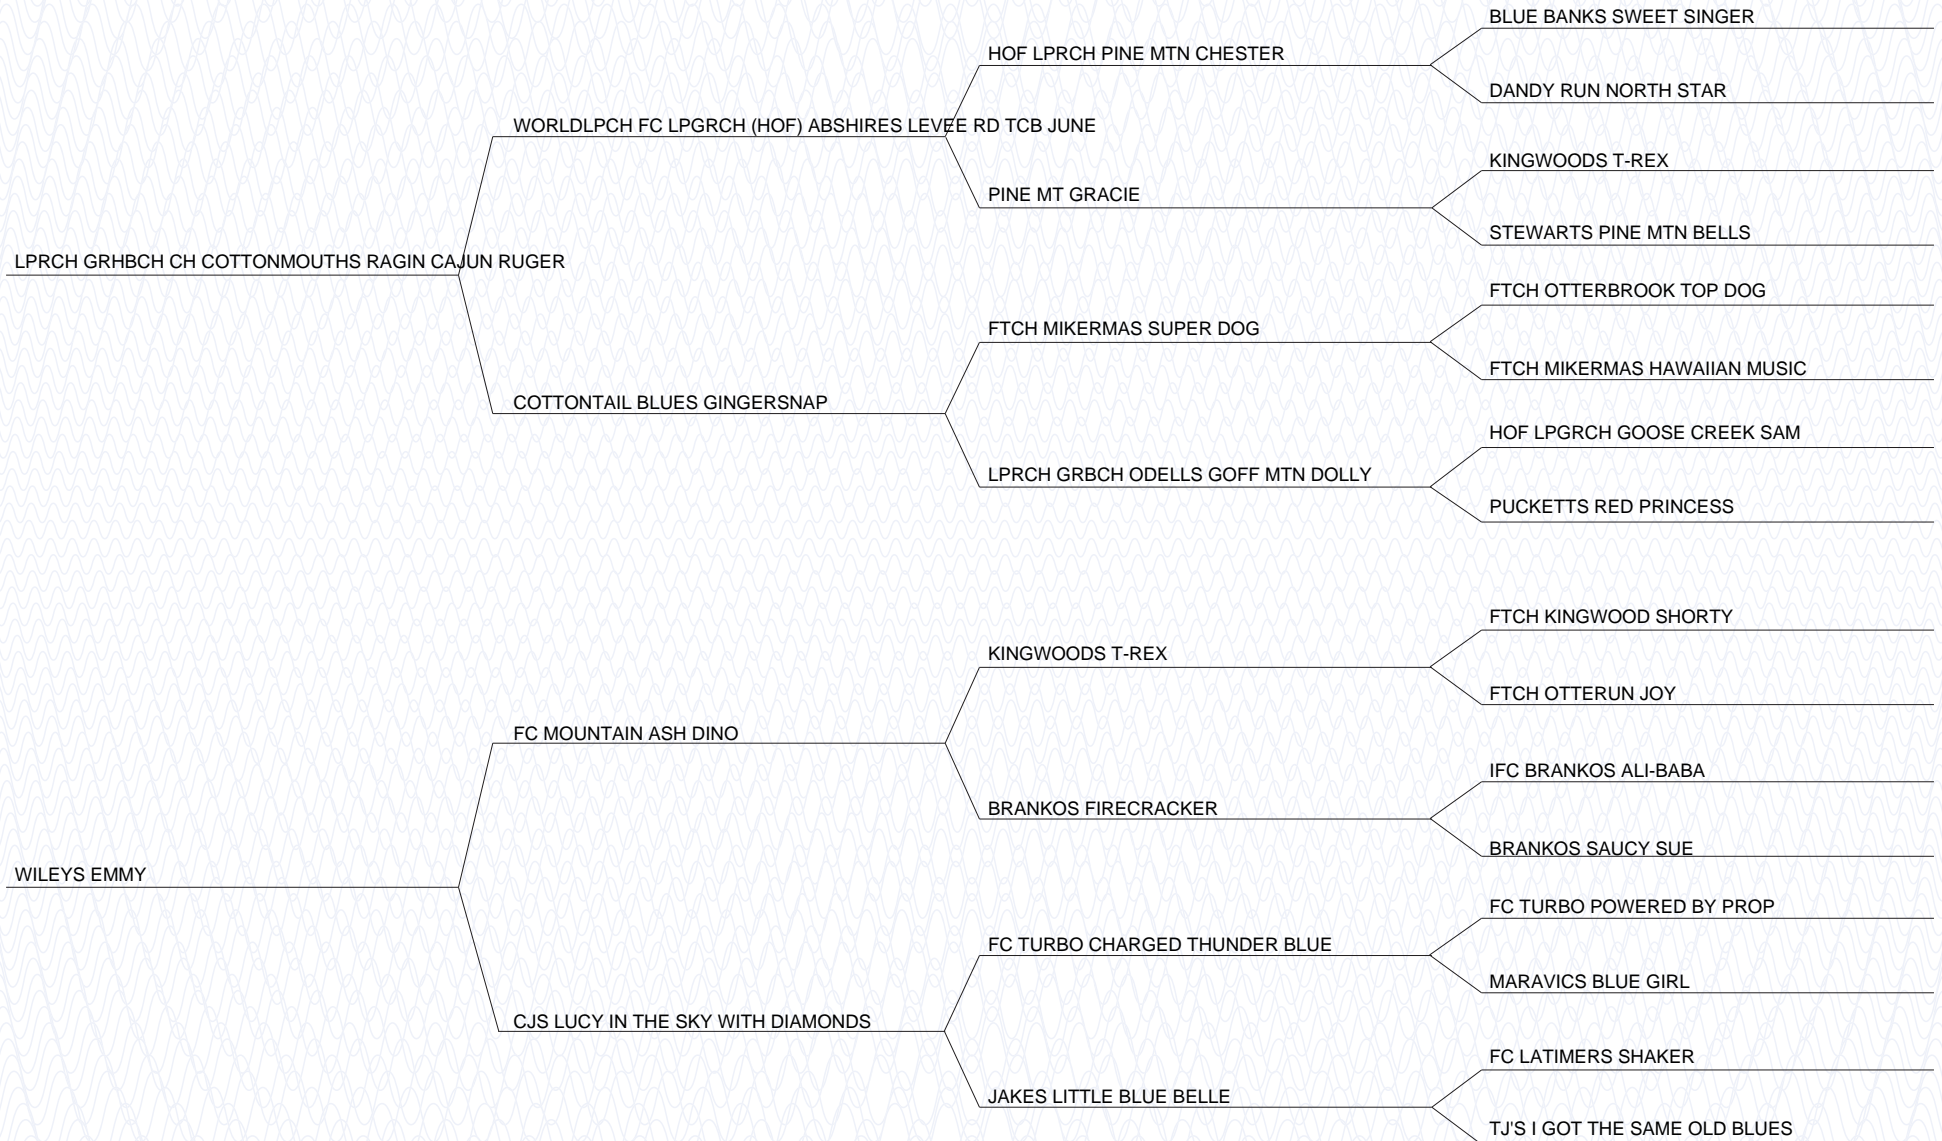 BLUE BANKS SWEET SINGER
HOF LPRCH PINE MTN CHESTER
DANDY RUN NORTH STAR
WORLDLPCH FC LPGRCH (HOF) ABSHIRES LEVEE RD TCB JUNE
KINGWOODS T-REX
PINE MT GRACIE
STEWARTS PINE MTN BELLS
LPRCH GRHBCH CH COTTONMOUTHS RAGIN CAJUN RUGER
FTCH OTTERBROOK TOP DOG
FTCH MIKERMAS SUPER DOG
FTCH MIKERMAS HAWAIIAN MUSIC
COTTONTAIL BLUES GINGERSNAP
HOF LPGRCH GOOSE CREEK SAM
LPRCH GRBCH ODELLS GOFF MTN DOLLY
PUCKETTS RED PRINCESS
FTCH KINGWOOD SHORTY
KINGWOODS T-REX
FTCH OTTERUN JOY
FC MOUNTAIN ASH DINO
IFC BRANKOS ALI-BABA
BRANKOS FIRECRACKER
BRANKOS SAUCY SUE
WILEYS EMMY
FC TURBO POWERED BY PROP
FC TURBO CHARGED THUNDER BLUE
MARAVICS BLUE GIRL
CJS LUCY IN THE SKY WITH DIAMONDS
FC LATIMERS SHAKER
JAKES LITTLE BLUE BELLE
TJ'S I GOT THE SAME OLD BLUES